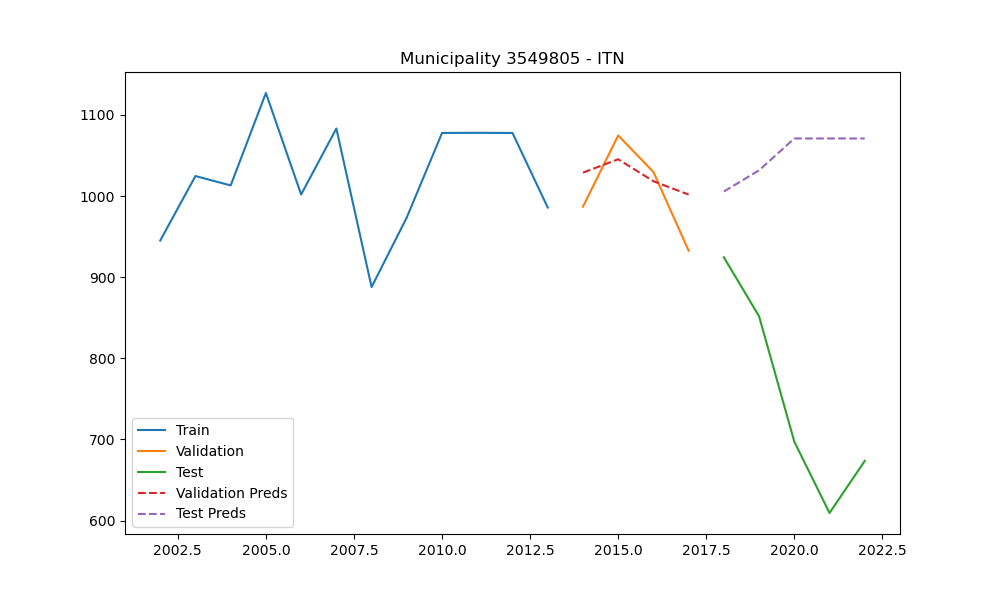 Municipality 3549805 - ITN
1100
1000
900
800
700
600
Train
Validation
Test
Validation Preds
Test Preds
2002.5 2005.0 2007.5 2010.0 2012.5 2015.0 2017.5 2020.0 2022.5